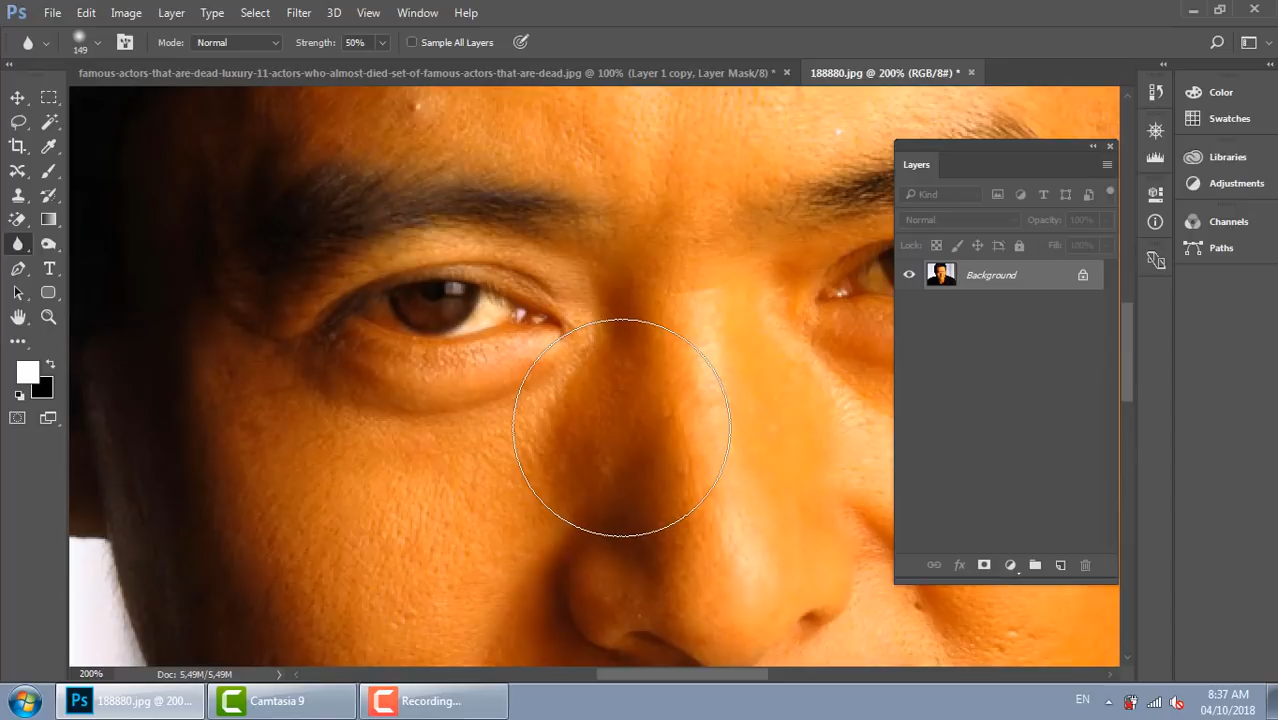 Ps File Edit Image Layer Type Select Filter 3D View Window Help
149 Mode: Normal Strength: 50% Sample All Layers
famous-actors-that-are-dead-luxury-11-actors-who-almost-died-set-of-famous-actors-that-are-dead.jpg @ 100% (Layer 1 copy, Layer Mask/8) * 188880.jpg @ 200% (RGB/8#) *
Color
Swatches
Libraries
Adjustments
Channels
Paths
Layers
Kind
Normal Opacity: 100%
Lock: Fill: 100%
Background
fx
200% Doc: 5,49M/5,49M
Ps 188880.jpg @ 200... Camtasia 9 Recording... EN 8:37 AM
04/10/2018